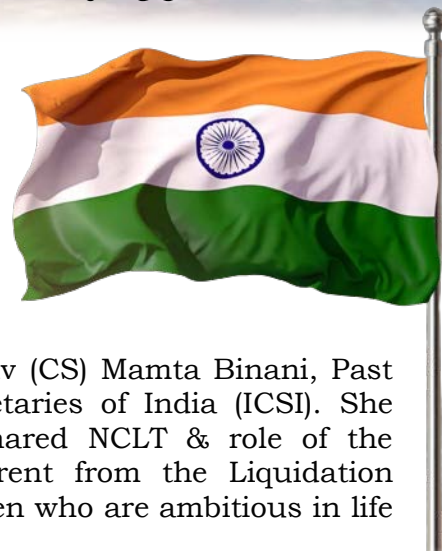 v (CS) Mamta Binani, Past
etaries of India (ICSI). She
ared NCLT & role of the
rent from the Liquidation
en who are ambitious in life